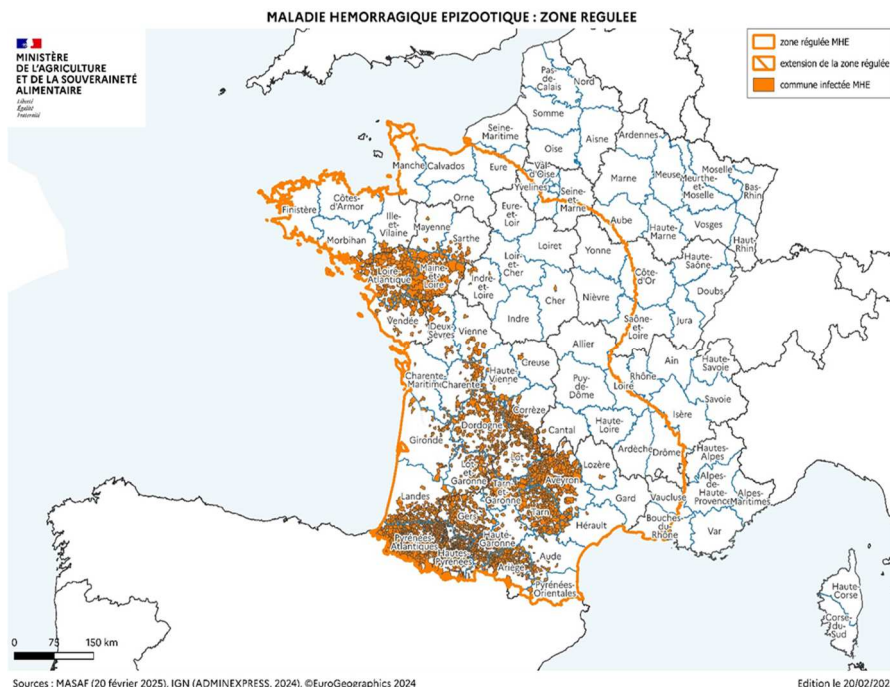 MALADIE HEMORRAGIQUE EPIZOOTIQUE : ZONE REGULEE
MINISTÈRE
DE L'AGRICULTURE
ET DE LA SOUVERAINETÉ
ALIMENTAIRE
Liberté
Égalité
Fraternité
zone régulée MHE
extension de la zone régulée
commune infectée MHE
Pas-
de-
Calais
Nord
Somme
Seine-
Maritime
Oise
Aisne
Ardennes
Manche
Calvados
Eure
Val-
d'Oise
Yvelines
Seine-
et-
Marne
Marne
Meuse
Meurthe-
et-
Moselle
Moselle
Bas-
Rhin
Finistère
Côtes-
d'Armor
Orne
Eure-
et-
Loir
Aube
Haute-
Marne
Vosges
Haut-
Rhin
Morbihan
Ille-
et-
Vilaine
Mayenne
Sarthe
Loiret
Yonne
Haute-
Saône
Loire-
Atlantique
Maine-
et-
Loire
Indre-
et-
Loire
Loir-
et-
Cher
Cher
Nièvre
Côte-
d'Or
Doubs
Vendée
Deux-
Sèvres
Vienne
Indre
Saône-
et-
Loire
Jura
Allier
Charente-
Maritime
Charente
Haute-
Vienne
Creuse
Puy-
de-
Dôme
Loire
Rhône
Ain
Haute-
Savoie
Savoie
Isère
Dordogne
Corrèze
Cantal
Haute-
Loire
Ardèche
Drôme
Hautes-
Alpes
Gironde
Lot-
et-
Garonne
Lot
Aveyron
Lozère
Alpes-
de-
Haute-
Provence
Alpes-
Maritimes
Landes
Gers
Tarn-
et-
Garonne
Tarn
Gard
Vaucluse
Bouches-
du-
Rhône
Var
Hérault
Pyrénées-
Atlantiques
Hautes-
Pyrénées
Haute-
Garonne
Ariège
Aude
Pyrénées-
Orientales
Haute-
Corse
Corse-
du-
Sud
0 75 150 km
Sources : MASAF (20 février 2025), IGN (ADMINEXPRESS, 2024), ©EuroGeographics 2024
Edition le 20/02/202